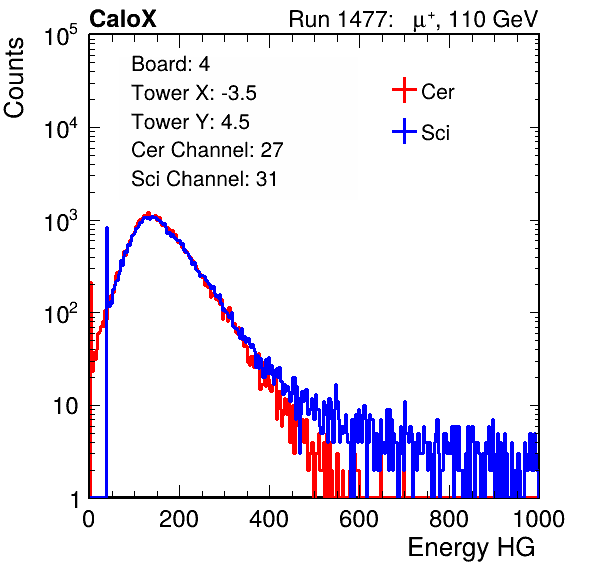 CaloX Run 1477: μ⁺, 110 GeV
Counts
10⁵
10⁴
10³
10²
10
1
Board: 4
Tower X: -3.5
Tower Y: 4.5
Cer Channel: 27
Sci Channel: 31
Cer
Sci
0 200 400 600 800 1000
Energy HG